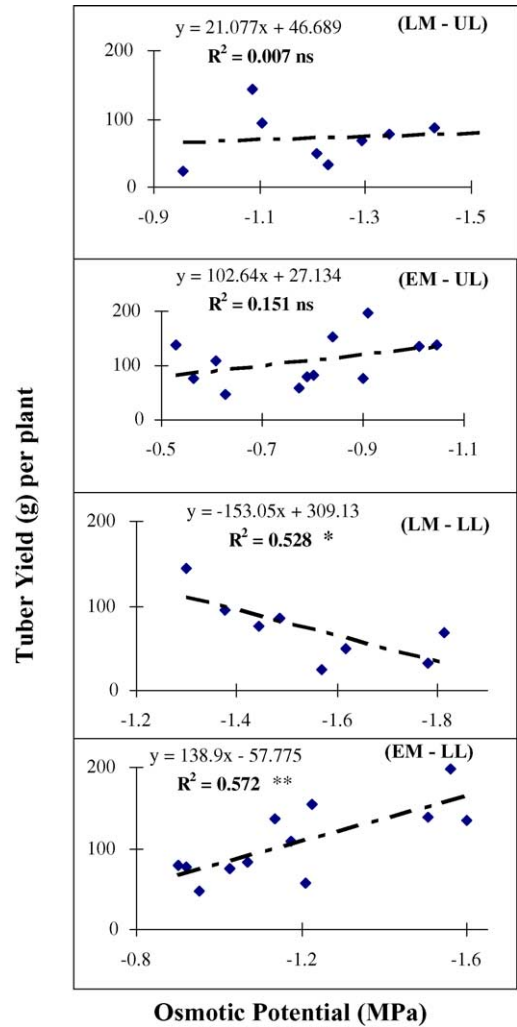 y = 21.077x + 46.689
(LM - UL)
R² = 0.007 ns
200
100
0
-0.9 -1.1 -1.3 -1.5
y = 102.64x + 27.134
(EM - UL)
R² = 0.151 ns
200
100
0
-0.5 -0.7 -0.9 -1.1
y = -153.05x + 309.13
(LM - LL)
R² = 0.528 *
200
100
0
-1.2 -1.4 -1.6 -1.8
y = 138.9x - 57.775
(EM - LL)
R² = 0.572 **
200
100
0
-0.8 -1.2 -1.6
Tuber Yield (g) per plant
Osmotic Potential (MPa)